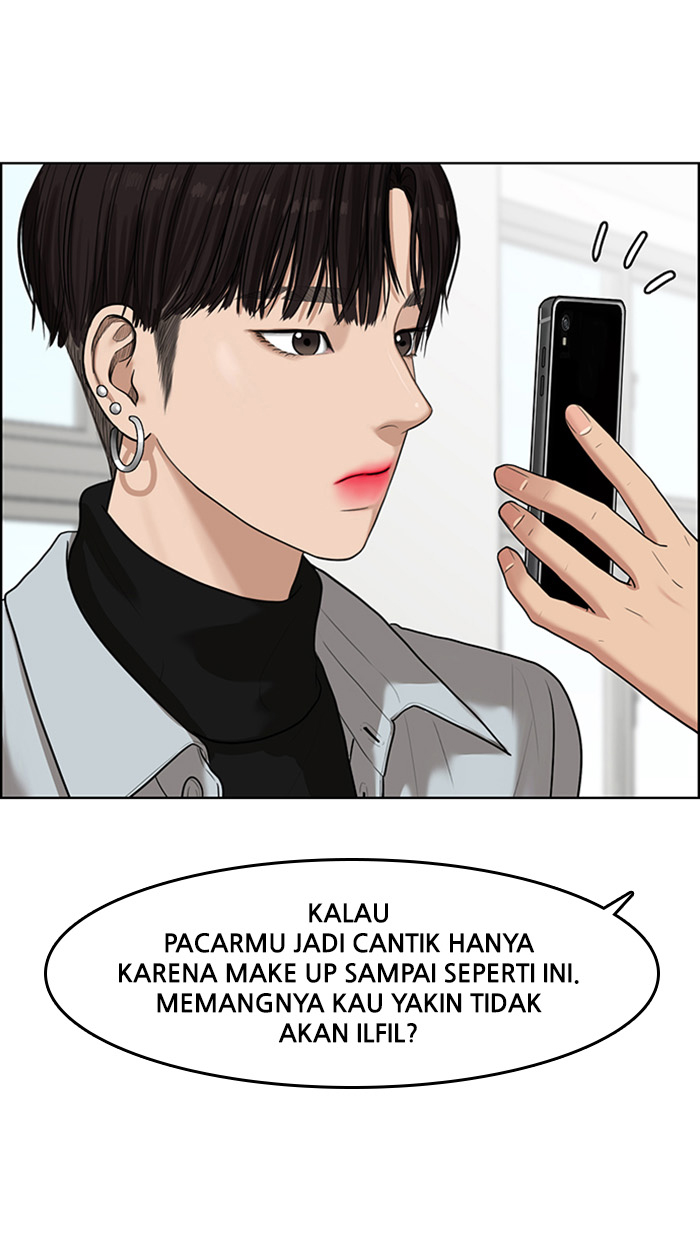 KALAU
PACARMU JADI CANTIK HANYA
KARENA MAKE UP SAMPAI SEPERTI INI.
MEMANGNYA KAU YAKIN TIDAK
AKAN ILFIL?